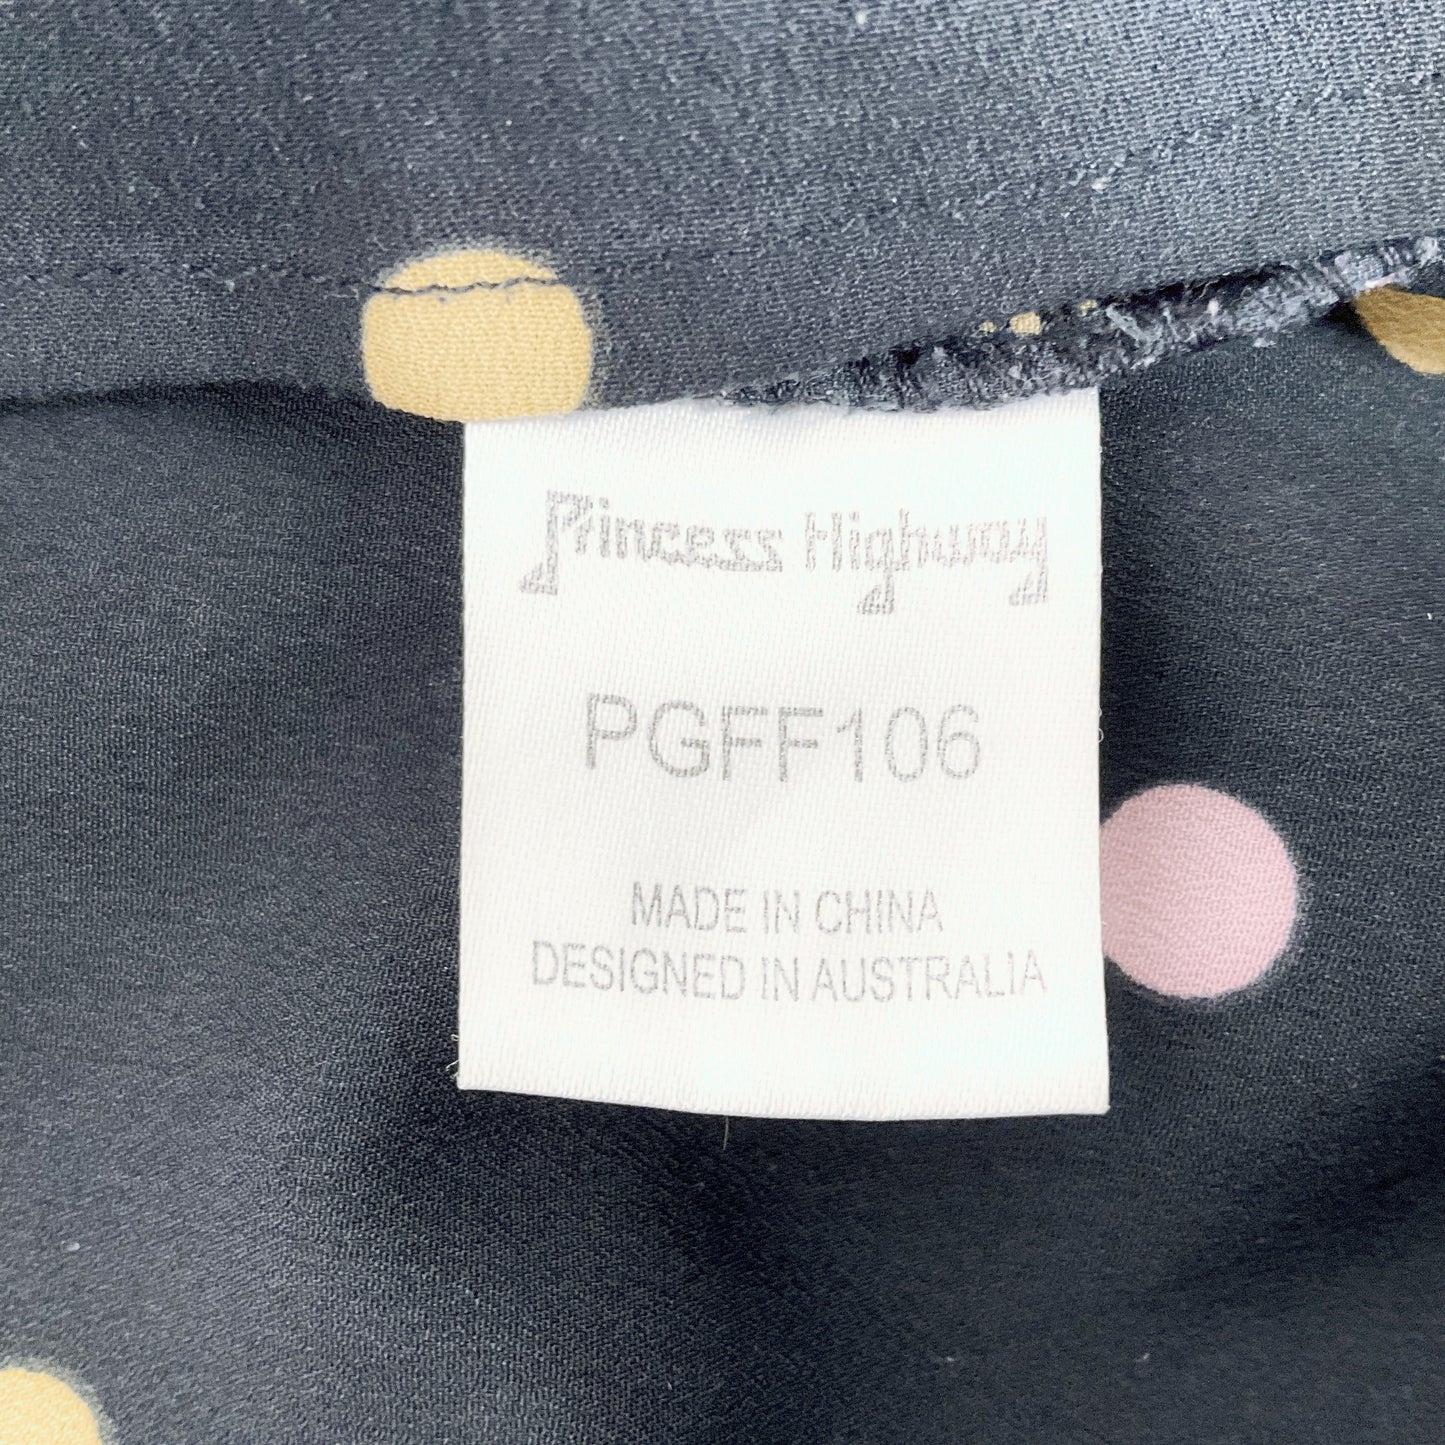 Princess Highway
PGFF106
MADE IN CHINA
DESIGNED IN AUSTRALIA